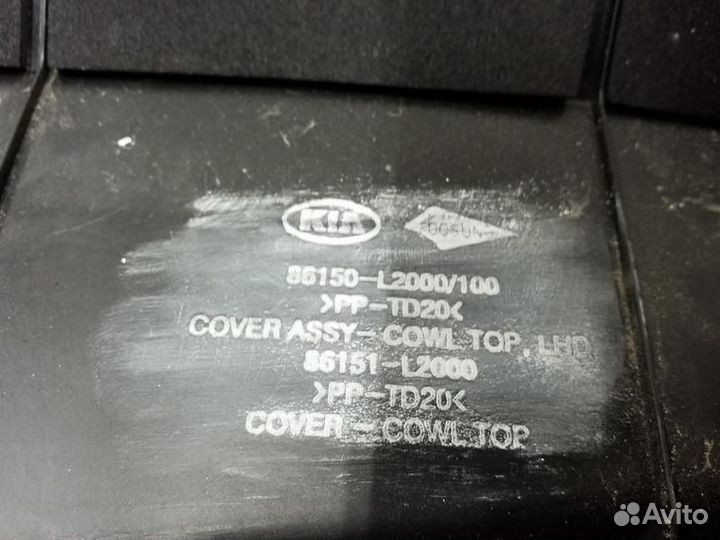 KIA
86150-L2000/100
>PP-TD20<
COVER ASSY-COWL TOP, LHD
86151-L2000
>PP-TD20<
COVER-COWL TOP
Avito